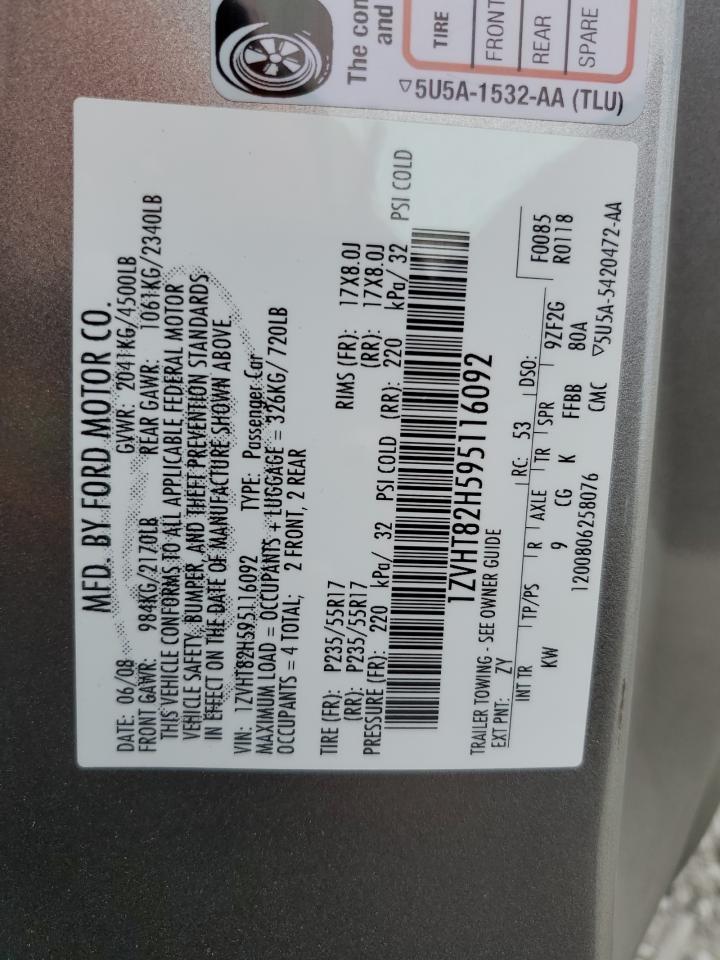 MFD. BY FORD MOTOR CO.
DATE: 06/08 GVWR: 2041KG/4500LB
FRONT GAWR: 984KG/2170LB REAR GAWR: 1061KG/2340LB
THIS VEHICLE CONFORMS TO ALL APPLICABLE FEDERAL MOTOR
VEHICLE SAFETY, BUMPER, AND THEFT PREVENTION STANDARDS
IN EFFECT ON THE DATE OF MANUFACTURE SHOWN ABOVE.
VIN: 1ZVHT82H595116092 TYPE: Passenger Car
MAXIMUM LOAD = OCCUPANTS + LUGGAGE = 326KG/720LB
OCCUPANTS = 4 TOTAL; 2 FRONT, 2 REAR
TIRE (FR): P235/55R17 RIMS (FR): 17X8.0J
(RR): P235/55R17 (RR): 17X8.0J
PRESSURE (FR): 220 kPa/ 32 PSI COLD (RR): 220 kPa/ 32 PSI COLD
1ZVHT82H595116092
TRAILER TOWING - SEE OWNER GUIDE
EXT PNT: ZY RC: 53 DSO: F0085
INT TR TP/PS R AXLE TR SPR 9ZF2G R0118
KW 9 CG K FFBB 80A
1200806258076 CMC ▽5U5A-5420472-AA
The con
and
TIRE
FRONT
REAR
SPARE
▽5U5A-1532-AA (TLU)